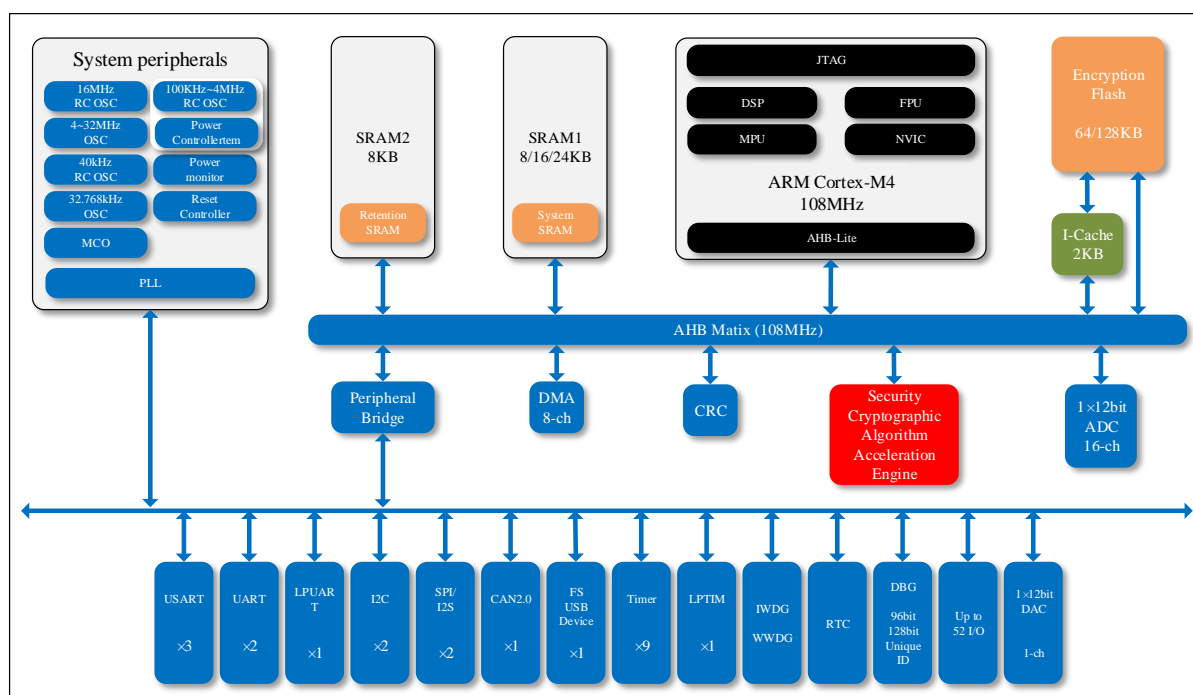 System peripherals
16MHz
RC OSC
100KHz~4MHz
RC OSC
4~32MHz
OSC
Power
Controllertem
40kHz
RC OSC
Power
monitor
32.768kHz
OSC
Reset
Controller
MCO
PLL
SRAM2
8KB
Retention
SRAM
SRAM1
8/16/24KB
System
SRAM
JTAG
DSP
FPU
MPU
NVIC
ARM Cortex-M4
108MHz
AHB-Lite
Encryption
Flash
64/128KB
I-Cache
2KB
AHB Matix (108MHz)
Peripheral
Bridge
DMA
8-ch
CRC
Security
Cryptographic
Algorithm
Acceleration
Engine
1×12bit
ADC
16-ch
USART
×3
UART
×2
LPUAR
T
×1
I2C
×2
SPI/
I2S
×2
CAN2.0
×1
FS
USB
Device
×1
Timer
×9
LPTIM
×1
IWDG
WWDG
RTC
DBG
96bit
128bit
Unique
ID
Up to
52 I/O
1×12bit
DAC
1-ch